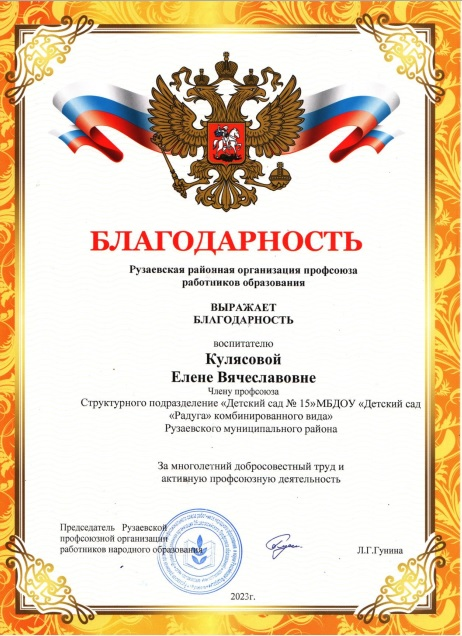 БЛАГОДАРНОСТЬ
Рузаевская районная организация профсоюза
работников образования
ВЫРАЖАЕТ
БЛАГОДАРНОСТЬ
воспитателю
Кулясовой
Елене Вячеславовне
Члену профсоюза
Структурного подразделение «Детский сад № 15»МБДОУ «Детский сад
«Радуга» комбинированного вида»
Рузаевского муниципального района
За многолетний добросовестный труд и
активную профсоюзную деятельность
Председатель Рузаевской
профсоюзной организации
работников народного образования
Л.Г.Гунина
2023г.